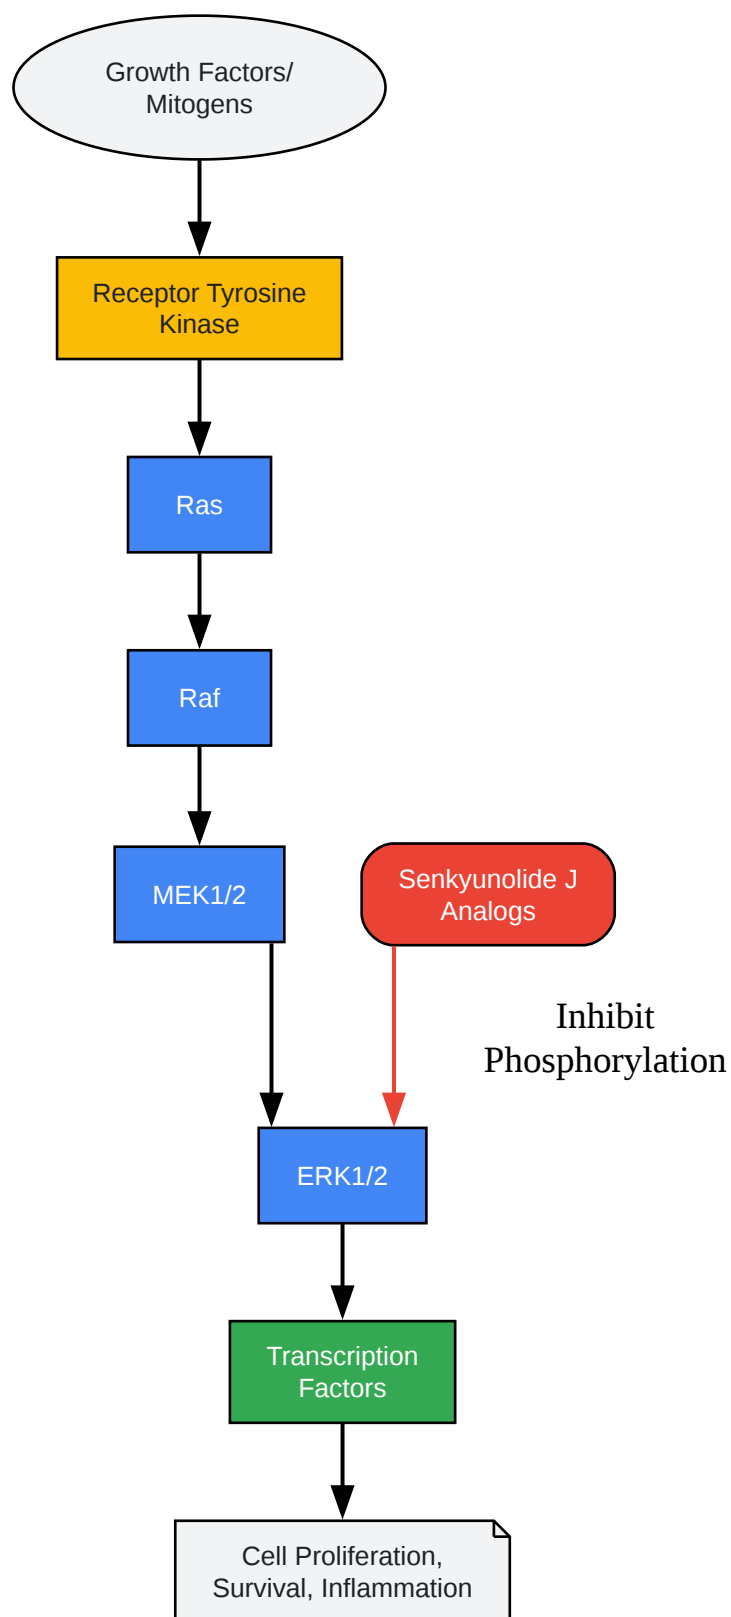 Growth Factors/
Mitogens
Receptor Tyrosine
Kinase
Ras
Raf
MEK1/2
Senkyunolide J
Analogs
Inhibit
Phosphorylation
ERK1/2
Transcription
Factors
Cell Proliferation,
Survival, Inflammation